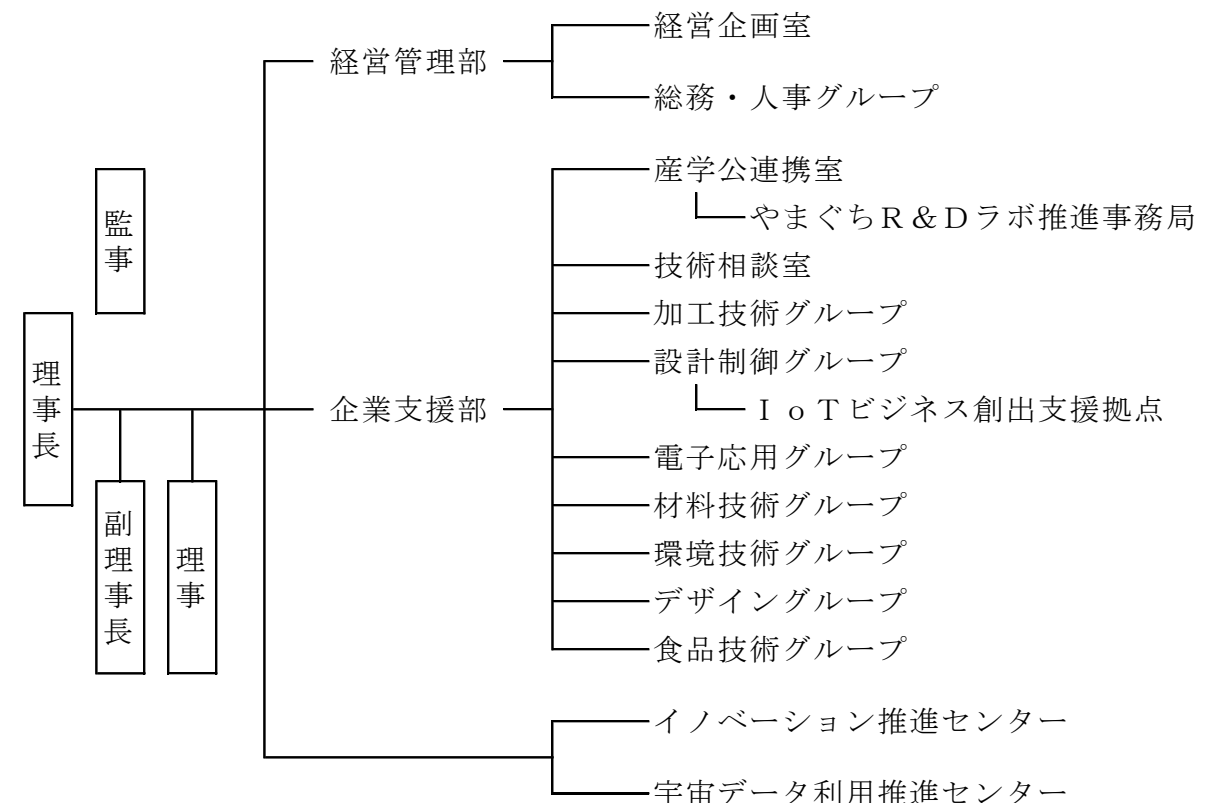 経営企画室
経営管理部
総務・人事グループ
産学公連携室
やまぐちR&Dラボ推進事務局
監事
技術相談室
加工技術グループ
設計制御グループ
理事長
企業支援部
IoTビジネス創出支援拠点
電子応用グループ
副理事長
理事
材料技術グループ
環境技術グループ
デザイングループ
食品技術グループ
イノベーション推進センター
宇宙データ利用推進センター